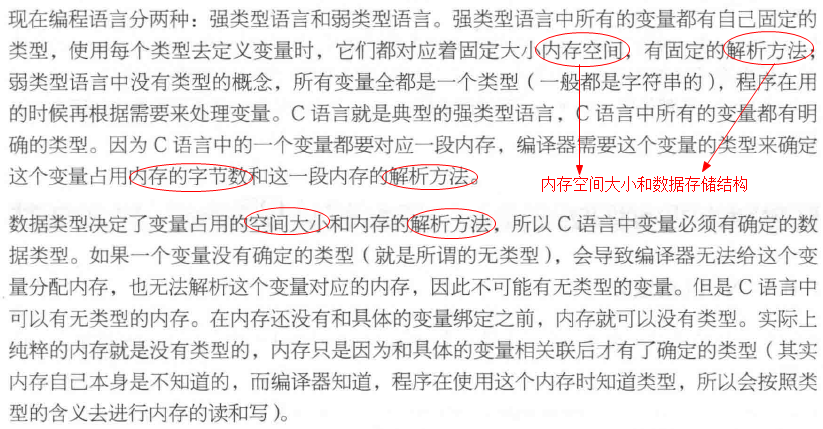 现在编程语言分两种：强类型语言和弱类型语言。强类型语言中所有的变量都有自己固定的
类型，使用每个类型去定义变量时，它们都对应着固定大小内存空间，有固定的解析方法；
弱类型语言中没有类型的概念，所有变量全都是一个类型（一般都是字符串的），程序在用
的时候再根据需要来处理变量。C 语言就是典型的强类型语言，C 语言中所有的变量都有明
确的类型。因为 C 语言中的一个变量都要对应一段内存，编译器需要这个变量的类型来确定
这个变量占用内存的字节数和这一段内存的解析方法。
内存空间大小和数据存储结构
数据类型决定了变量占用的空间大小和内存的解析方法，所以 C 语言中变量必须有确定的数
据类型。如果一个变量没有确定的类型（就是所谓的无类型），会导致编译器无法给这个变
量分配内存，也无法解析这个变量对应的内存，因此不可能有无类型的变量。但是 C 语言中
可以有无类型的内存。在内存还没有和具体的变量绑定之前，内存就可以没有类型。实际上
纯粹的内存就是没有类型的，内存只是因为和具体的变量相关联后才有了确定的类型（其实
内存自己本身是不知道的，而编译器知道，程序在使用这个内存时知道类型，所以会按照类
型的含义去进行内存的读和写）。